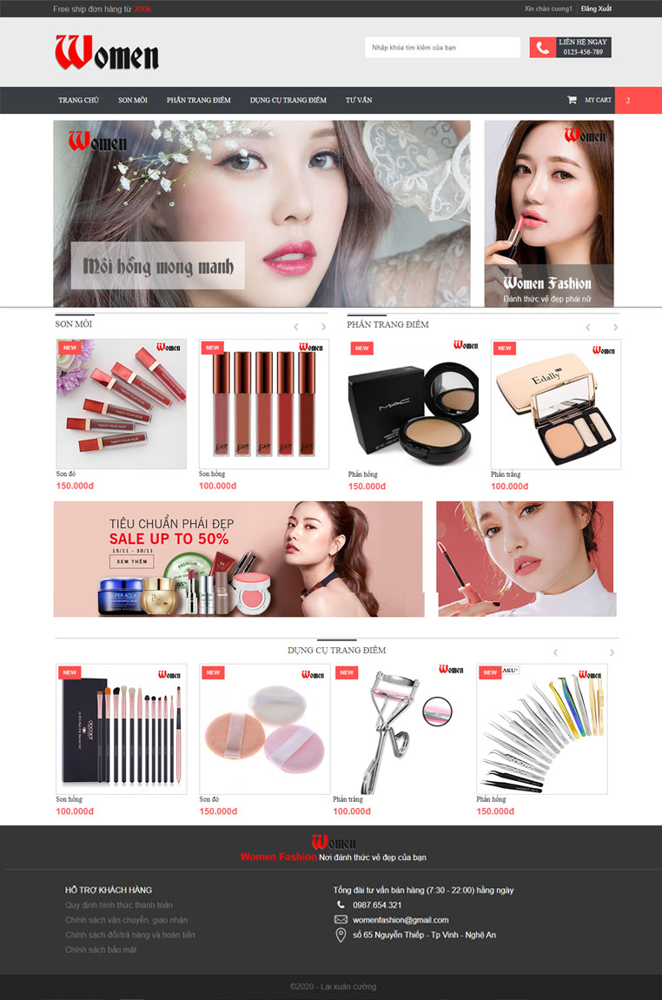 Free ship đơn hàng từ 200k
Xin chào cuong1 Đăng Xuất
Women
Nhập khóa tìm kiếm của bạn
LIÊN HỆ NGAY
0123-456-789
TRANG CHỦ SON MÔI PHẤN TRANG ĐIỂM DỤNG CỤ TRANG ĐIỂM TƯ VẤN MY CART 2
Women
Women
Môi hồng mong manh
Women Fashion
Đánh thức vẻ đẹp phái nữ
SON MÔI
PHẤN TRANG ĐIỂM
NEW Women
NEW Women
NEW Women
NEW Women
TWENTY FOUR HOUR
MAC
Edally
Son đỏ
150.000đ
Son hồng
100.000đ
Phấn hồng
150.000đ
Phấn trắng
100.000đ
TIÊU CHUẨN PHÁI ĐẸP
SALE UP TO 50%
15/11 - 30/11
XEM THÊM
SUPER AQUA
PREMIUM
DỤNG CỤ TRANG ĐIỂM
NEW Women
NEW Women
NEW Women
NEW Women
Son hồng
100.000đ
Son đỏ
150.000đ
Phấn trắng
100.000đ
Phấn hồng
150.000đ
Women
Women Fashion Nơi đánh thức vẻ đẹp của bạn
HỖ TRỢ KHÁCH HÀNG
Quy định hình thức thanh toán
Chính sách vận chuyển, giao nhận
Chính sách đổi/trả hàng và hoàn tiền
Chính sách bảo mật
Tổng đài tư vấn bán hàng (7:30 - 22:00) hằng ngày
0987.654.321
womenfashion@gmail.com
số 65 Nguyễn Thiếp - Tp Vinh - Nghệ An
©2020 - Lại xuân cường